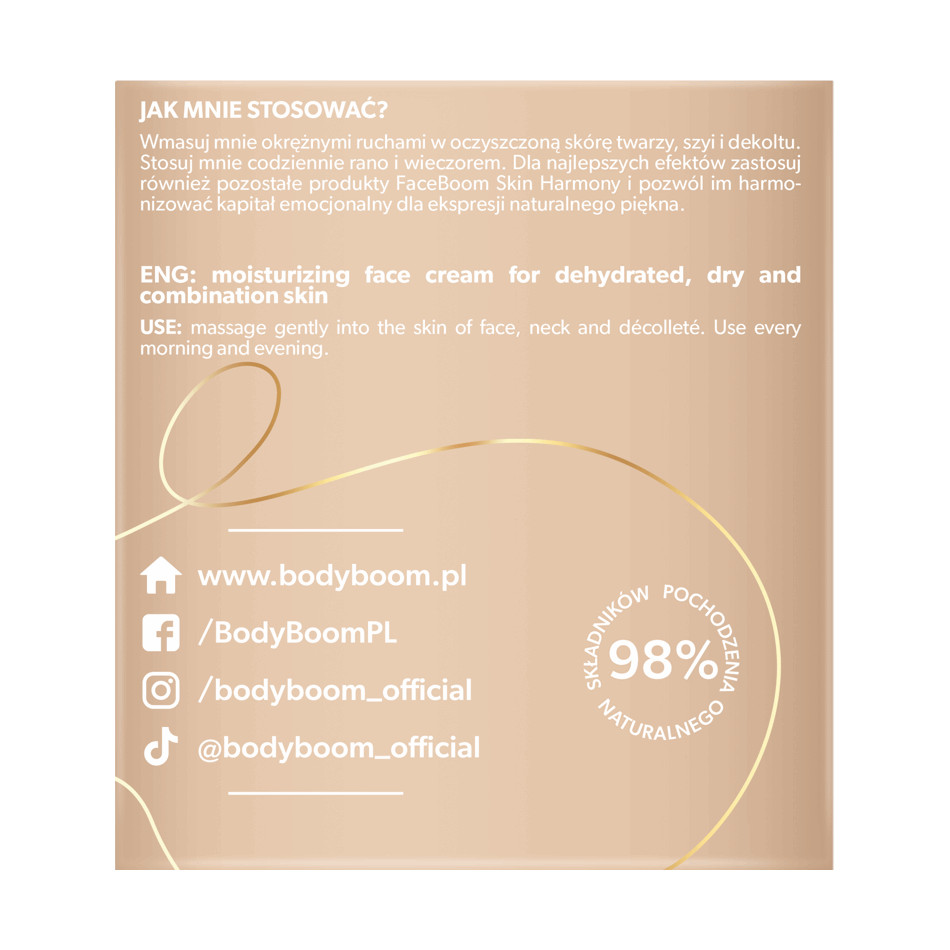 JAK MNIE STOSOWAĆ?
Wmasuj mnie okrężnymi ruchami w oczyszczoną skórę twarzy, szyi i dekoltu.
Stosuj mnie codziennie rano i wieczorem. Dla najlepszych efektów zastosuj
również pozostałe produkty FaceBoom Skin Harmony i pozwól im harmo-
nizować kapitał emocjonalny dla ekspresji naturalnego piękna.
ENG: moisturizing face cream for dehydrated, dry and
combination skin
USE: massage gently into the skin of face, neck and décolleté. Use every
morning and evening.
www.bodyboom.pl
/BodyBoomPL
/bodyboom_official
@bodyboom_official
98%
SKŁADNIKÓW POCHODZENIA
NATURALNEGO